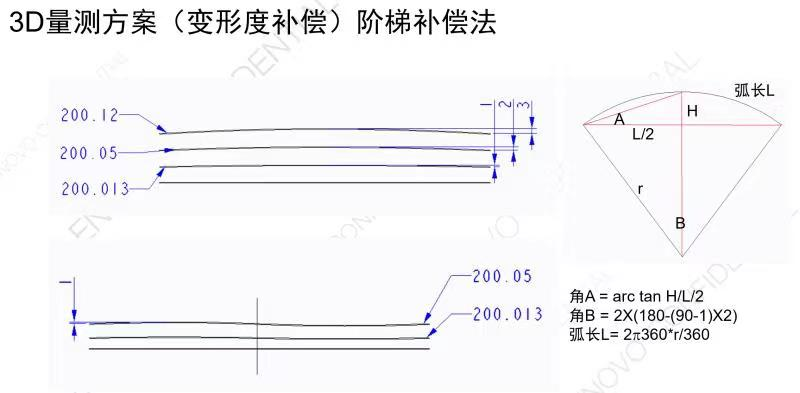 3D量测方案（变形度补偿）阶梯补偿法
200.12
200.05
200.013
1
2
3
弧长L
A
H
L/2
r
B
1
200.05
200.013
角A = arc tan H/L/2
角B = 2X(180-(90-1)X2)
弧长L= 2π360*r/360